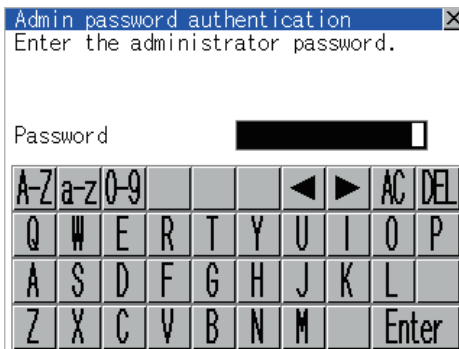 Admin password authentication
Enter the administrator password.
Password
A-Z a-z 0-9 ◀ ▶ AC DEL
Q W E R T Y U I O P
A S D F G H J K L
Z X C V B N M Enter